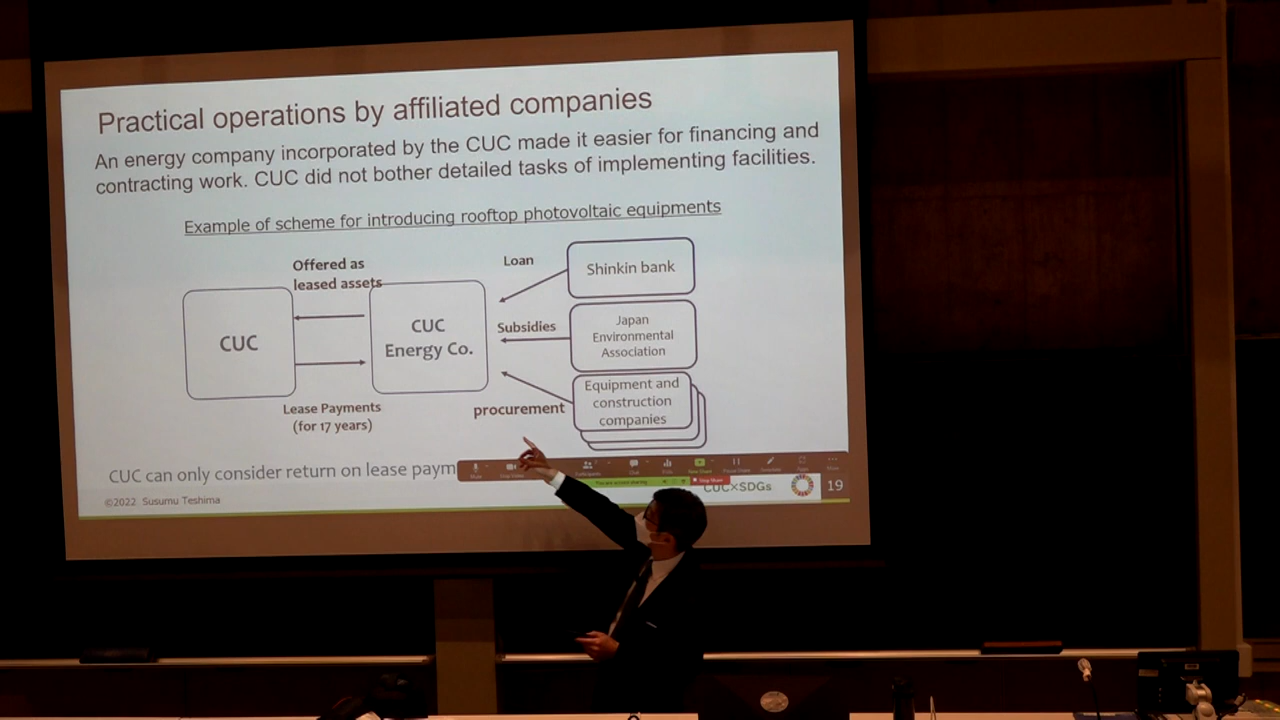 Practical operations by affiliated companies
An energy company incorporated by the CUC made it easier for financing and
contracting work. CUC did not bother detailed tasks of implementing facilities.
Example of scheme for introducing rooftop photovoltaic equipments
Offered as
leased assets
Loan
Shinkin bank
CUC
CUC
Energy Co.
Subsidies
Japan
Environmental
Association
Equipment and
construction
companies
procurement
Lease Payments
(for 17 years)
CUC can only consider return on lease paym
©2022 Susumu Teshima
Stop Share
CUC×SDGs
19